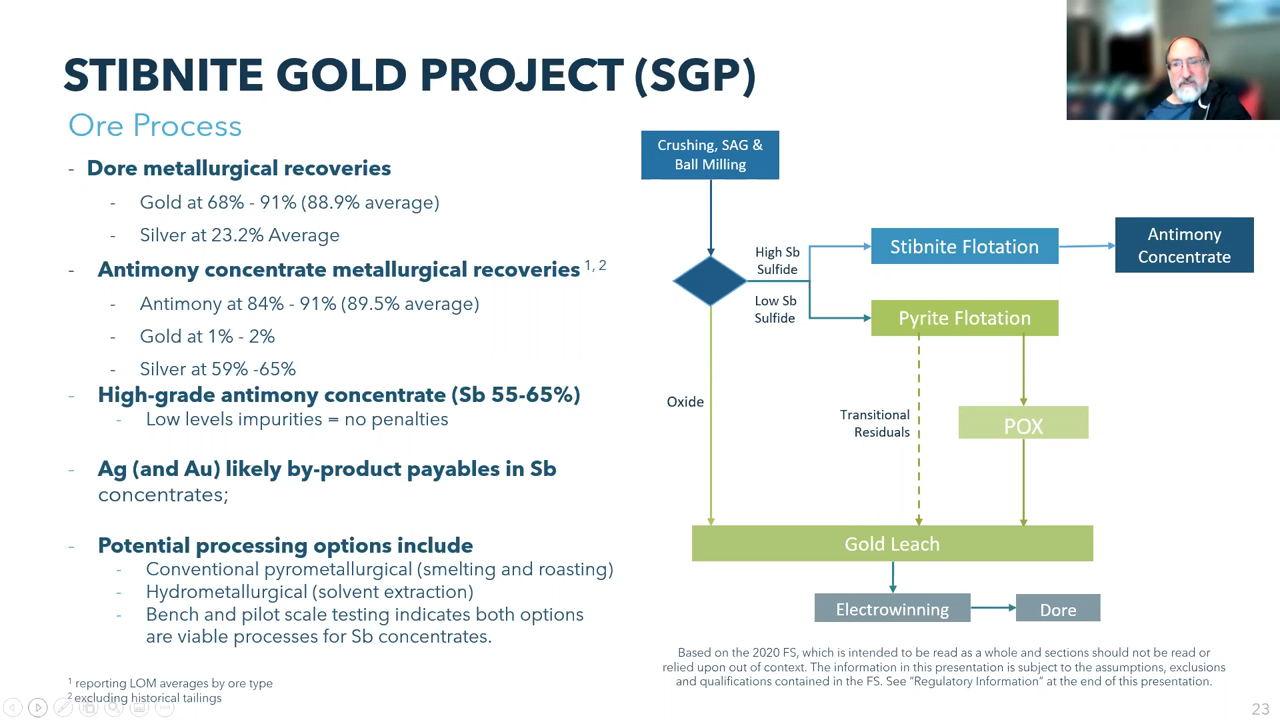 STIBNITE GOLD PROJECT (SGP)
Ore Process
- Dore metallurgical recoveries
- Gold at 68% - 91% (88.9% average)
- Silver at 23.2% Average
- Antimony concentrate metallurgical recoveries 1, 2
- Antimony at 84% - 91% (89.5% average)
- Gold at 1% - 2%
- Silver at 59% -65%
- High-grade antimony concentrate (Sb 55-65%)
- Low levels impurities = no penalties
- Ag (and Au) likely by-product payables in Sb
concentrates;
- Potential processing options include
- Conventional pyrometallurgical (smelting and roasting)
- Hydrometallurgical (solvent extraction)
- Bench and pilot scale testing indicates both options
are viable processes for Sb concentrates.
1 reporting LOM averages by ore type
2 excluding historical tailings
Crushing, SAG &
Ball Milling
High Sb
Sulfide
Low Sb
Sulfide
Stibnite Flotation
Antimony
Concentrate
Pyrite Flotation
Oxide
Transitional
Residuals
POX
Gold Leach
Electrowinning
Dore
Based on the 2020 FS, which is intended to be read as a whole and sections should not be read or
relied upon out of context. The information in this presentation is subject to the assumptions, exclusions
and qualifications contained in the FS. See "Regulatory Information" at the end of this presentation.
23